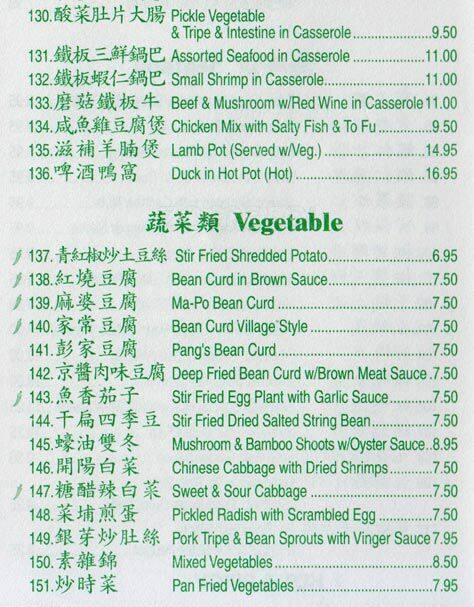 130.酸菜肚片大腸 Pickle Vegetable
& Tripe & Intestine in Casserole..................9.50
131.鐵板三鮮鍋巴 Assorted Seafood in Casserole..................11.00
132.鐵板蝦仁鍋巴 Small Shrimp in Casserole..................11.00
133.磨菇鐵板牛 Beef & Mushroom w/Red Wine in Casserole11.00
134.咸魚雞豆腐煲 Chicken Mix with Salty Fish & To Fu..................9.50
135.滋補羊腩煲 Lamb Pot (Served w/Veg.)..................14.95
136.啤酒鴨窩 Duck in Hot Pot (Hot)..................16.95
蔬菜類 Vegetable
137.青紅椒炒土豆絲 Stir Fried Shredded Potato..................6.95
138.紅燒豆腐 Bean Curd in Brown Sauce..................7.50
139.麻婆豆腐 Ma-Po Bean Curd..................7.50
140.家常豆腐 Bean Curd Village Style..................7.50
141.彭家豆腐 Pang's Bean Curd..................7.50
142.京醬肉味豆腐 Deep Fried Bean Curd w/Brown Meat Sauce.7.50
143.魚香茄子 Stir Fried Egg Plant with Garlic Sauce..................7.50
144.干扁四季豆 Stir Fried Dried Salted String Bean..................7.50
145.蠔油雙冬 Mushroom & Bamboo Shoots w/Oyster Sauce..8.95
146.開陽白菜 Chinese Cabbage with Dried Shrimps..................7.50
147.糖醋辣白菜 Sweet & Sour Cabbage..................7.50
148.菜埔煎蛋 Pickled Radish with Scrambled Egg..................7.50
149.銀芽炒肚絲 Pork Tripe & Bean Sprouts with Vinger Sauce 7.95
150.素雜錦 Mixed Vegetables..................8.50
151.炒時菜 Pan Fried Vegetables..................7.95